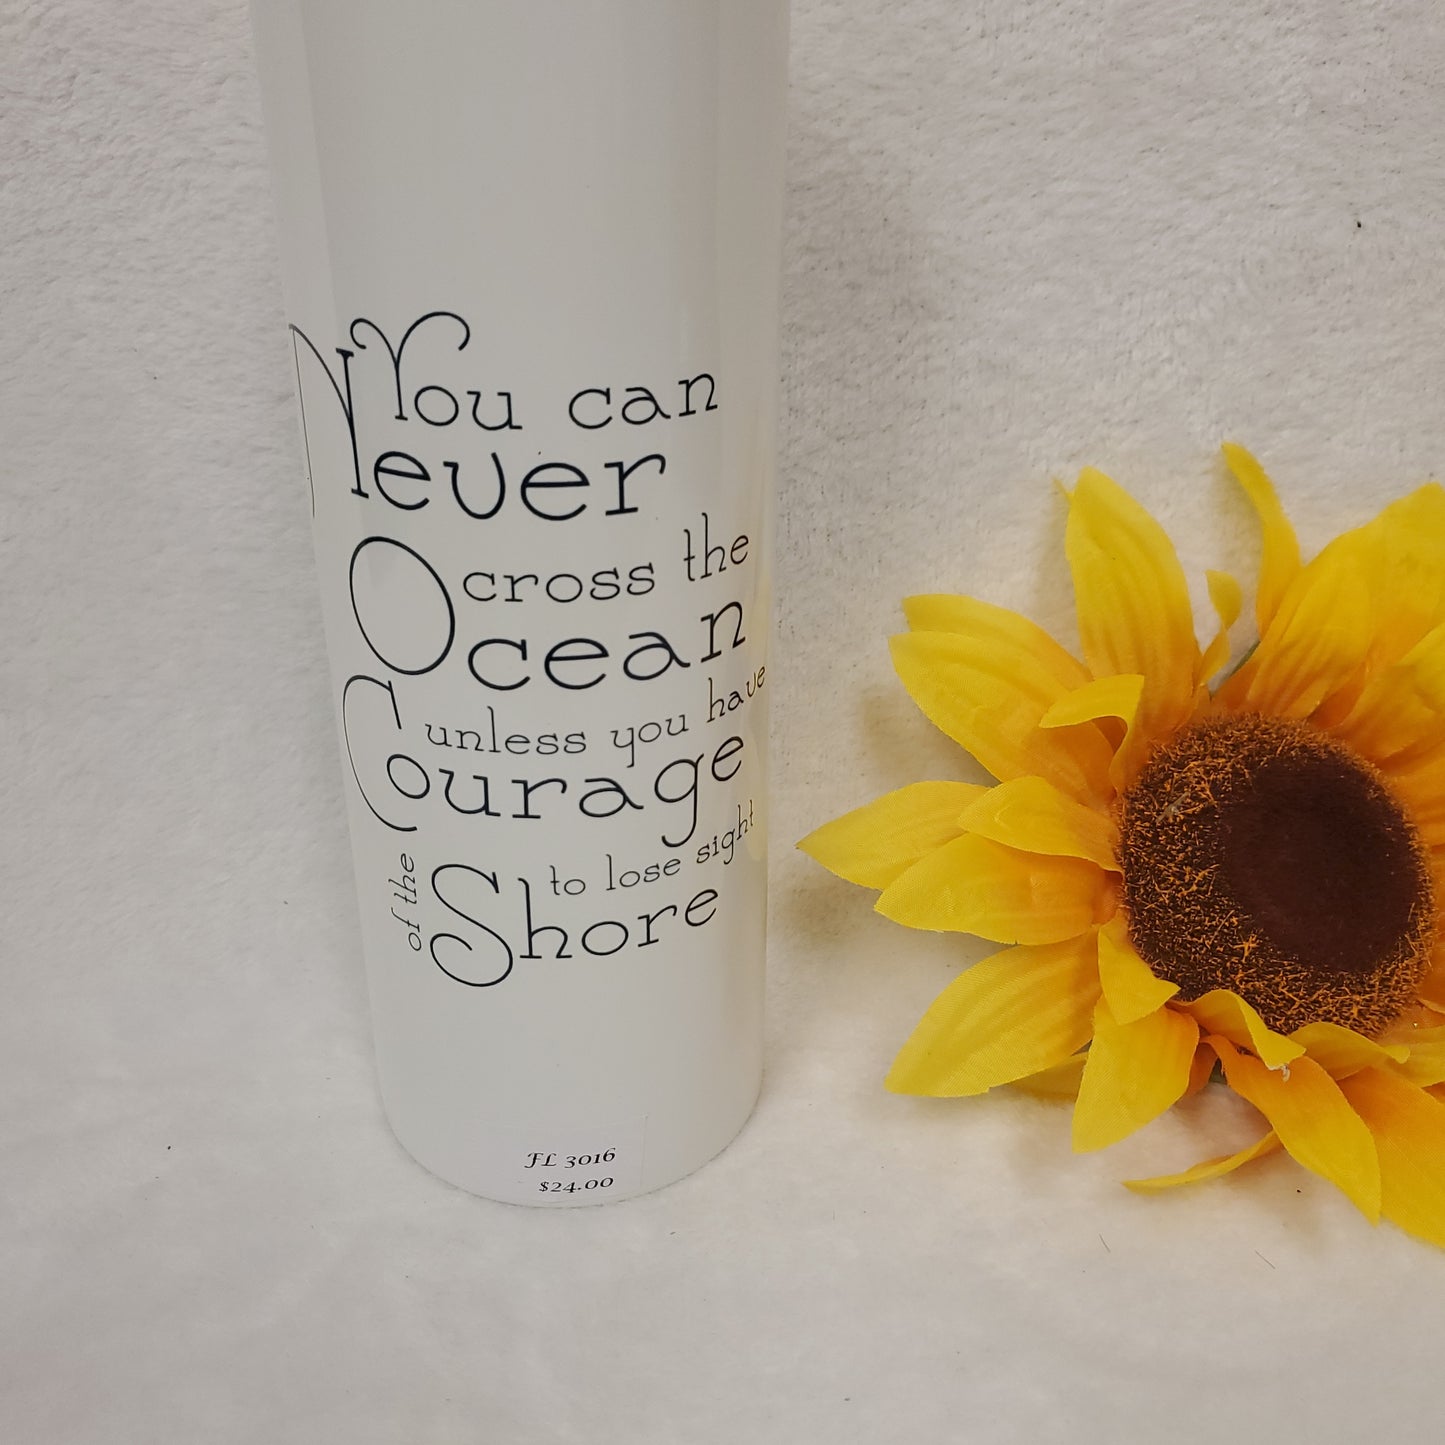 You can
Never
cross the
Ocean
unless you have
Courage
to lose sight
of the
Shore
FL 3016
$24.00